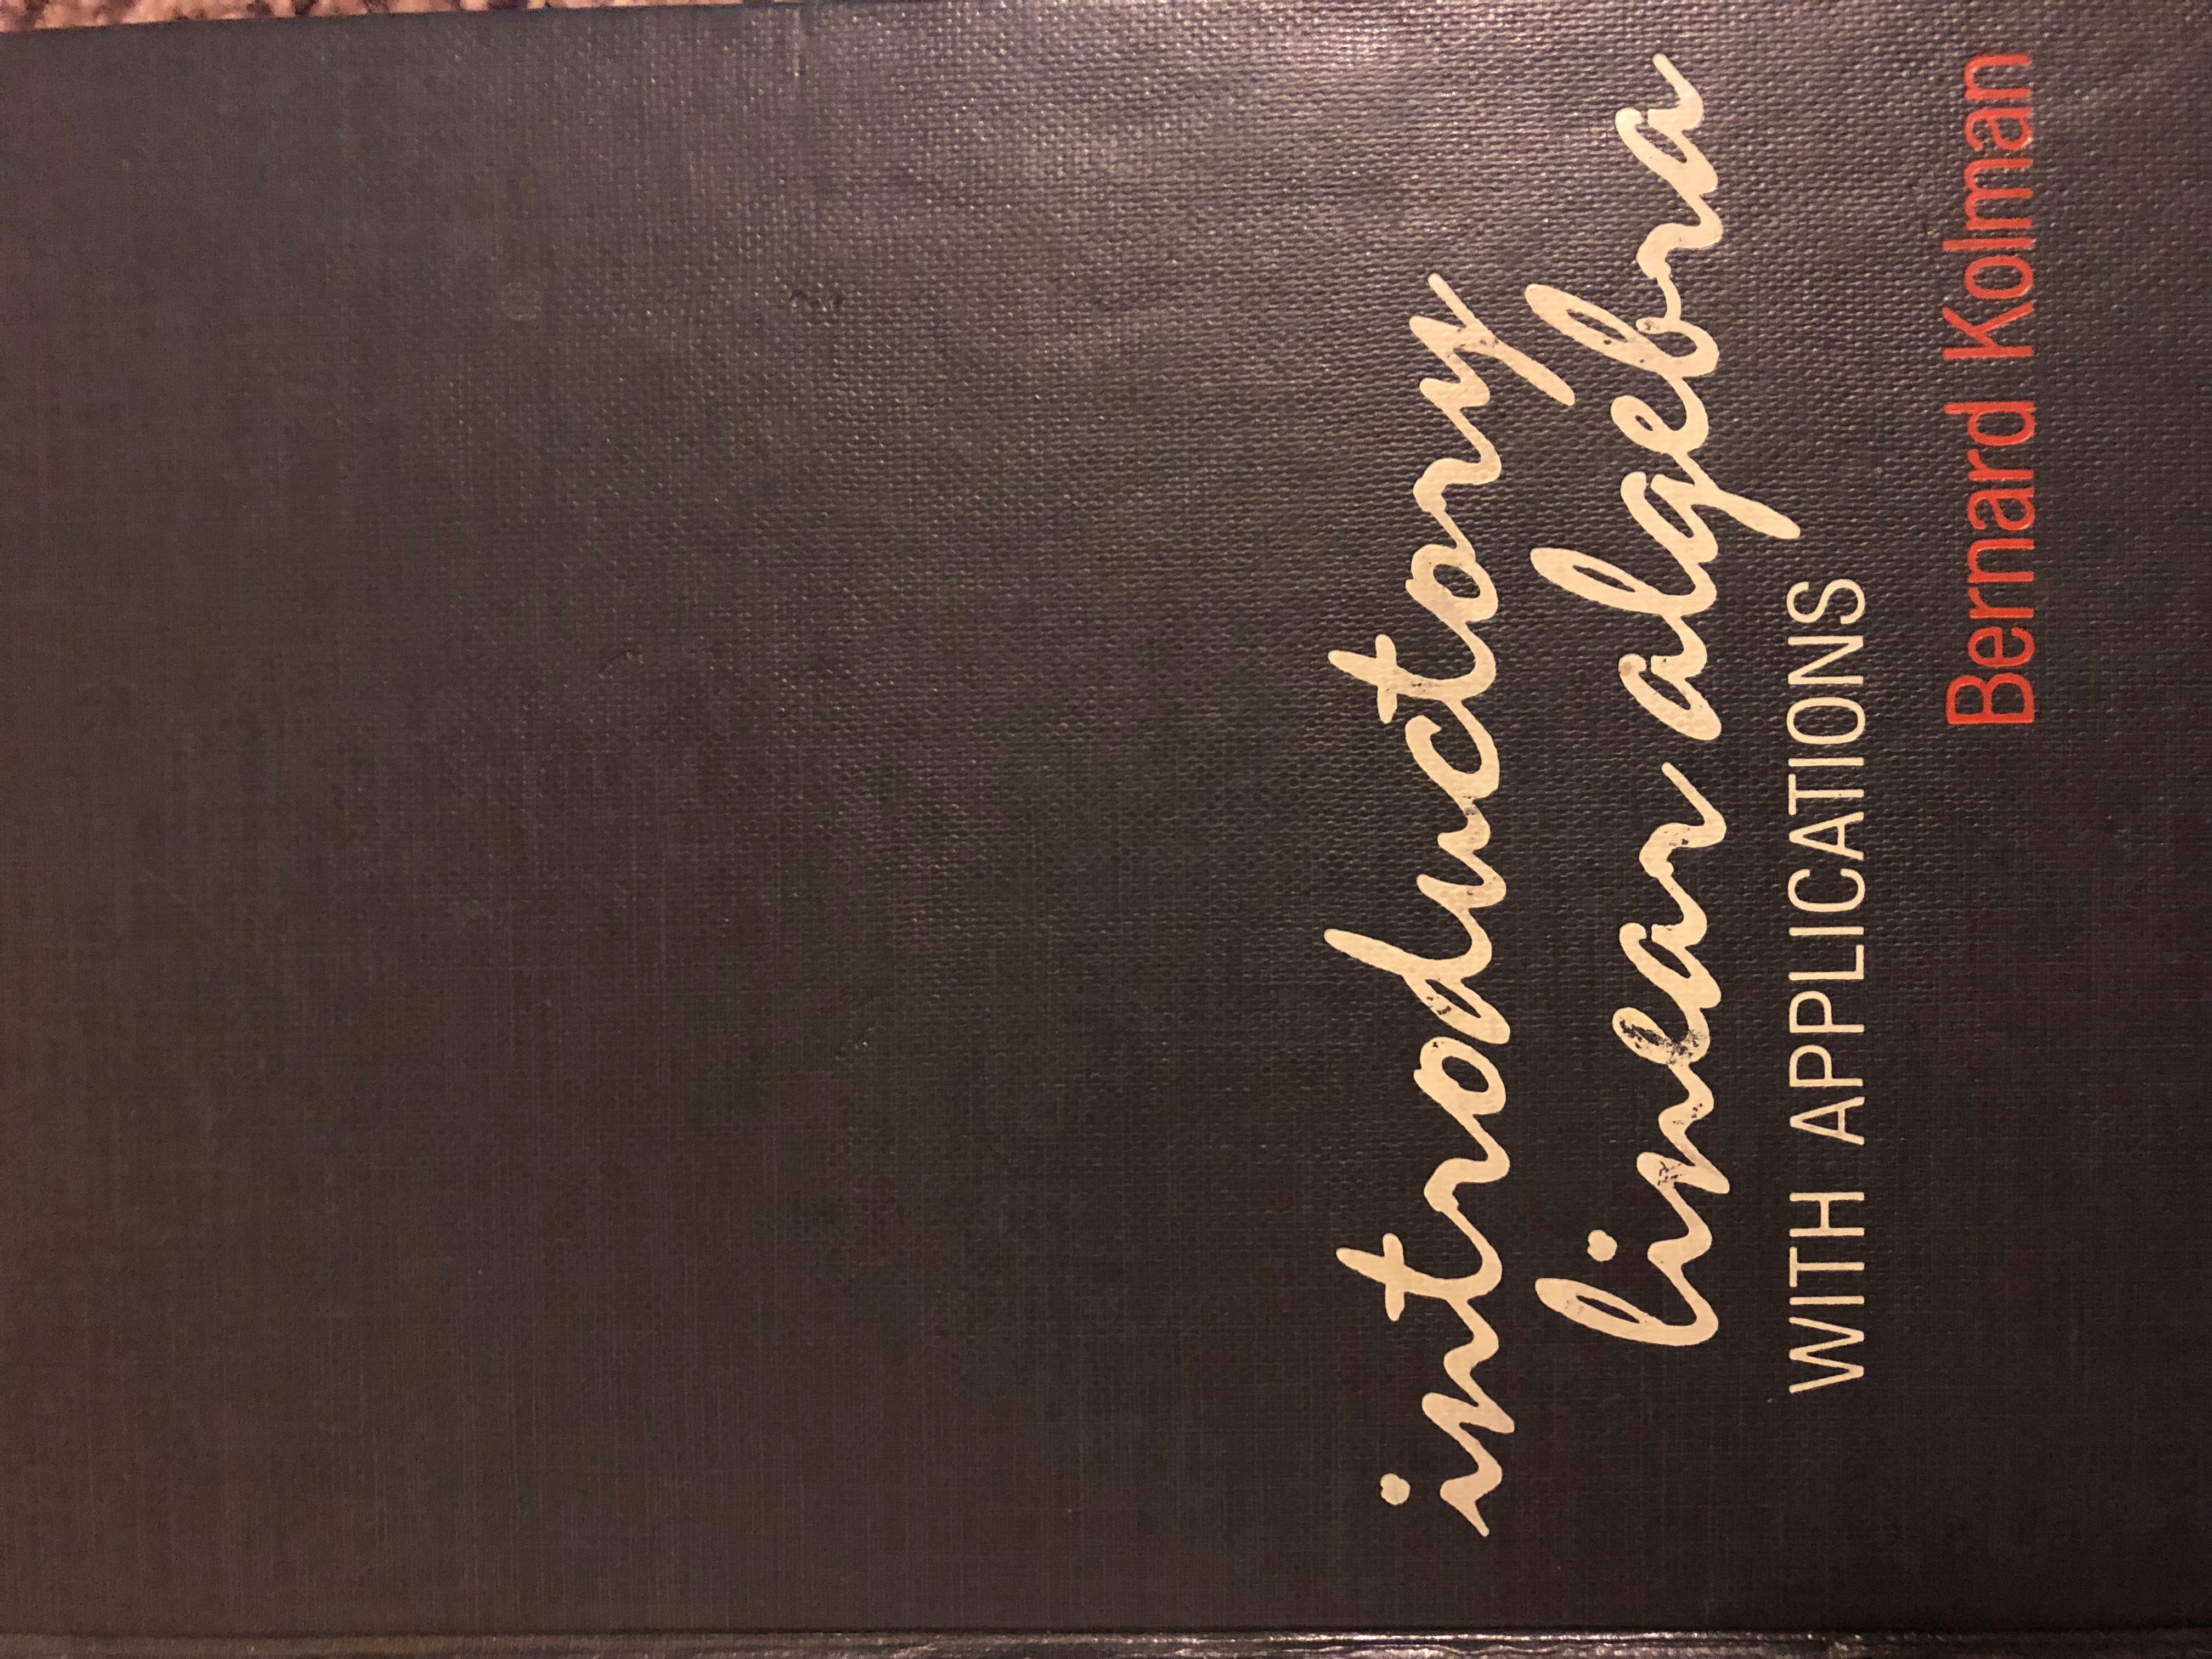 introductory
linear algebra
WITH APPLICATIONS
Bernard Kolman